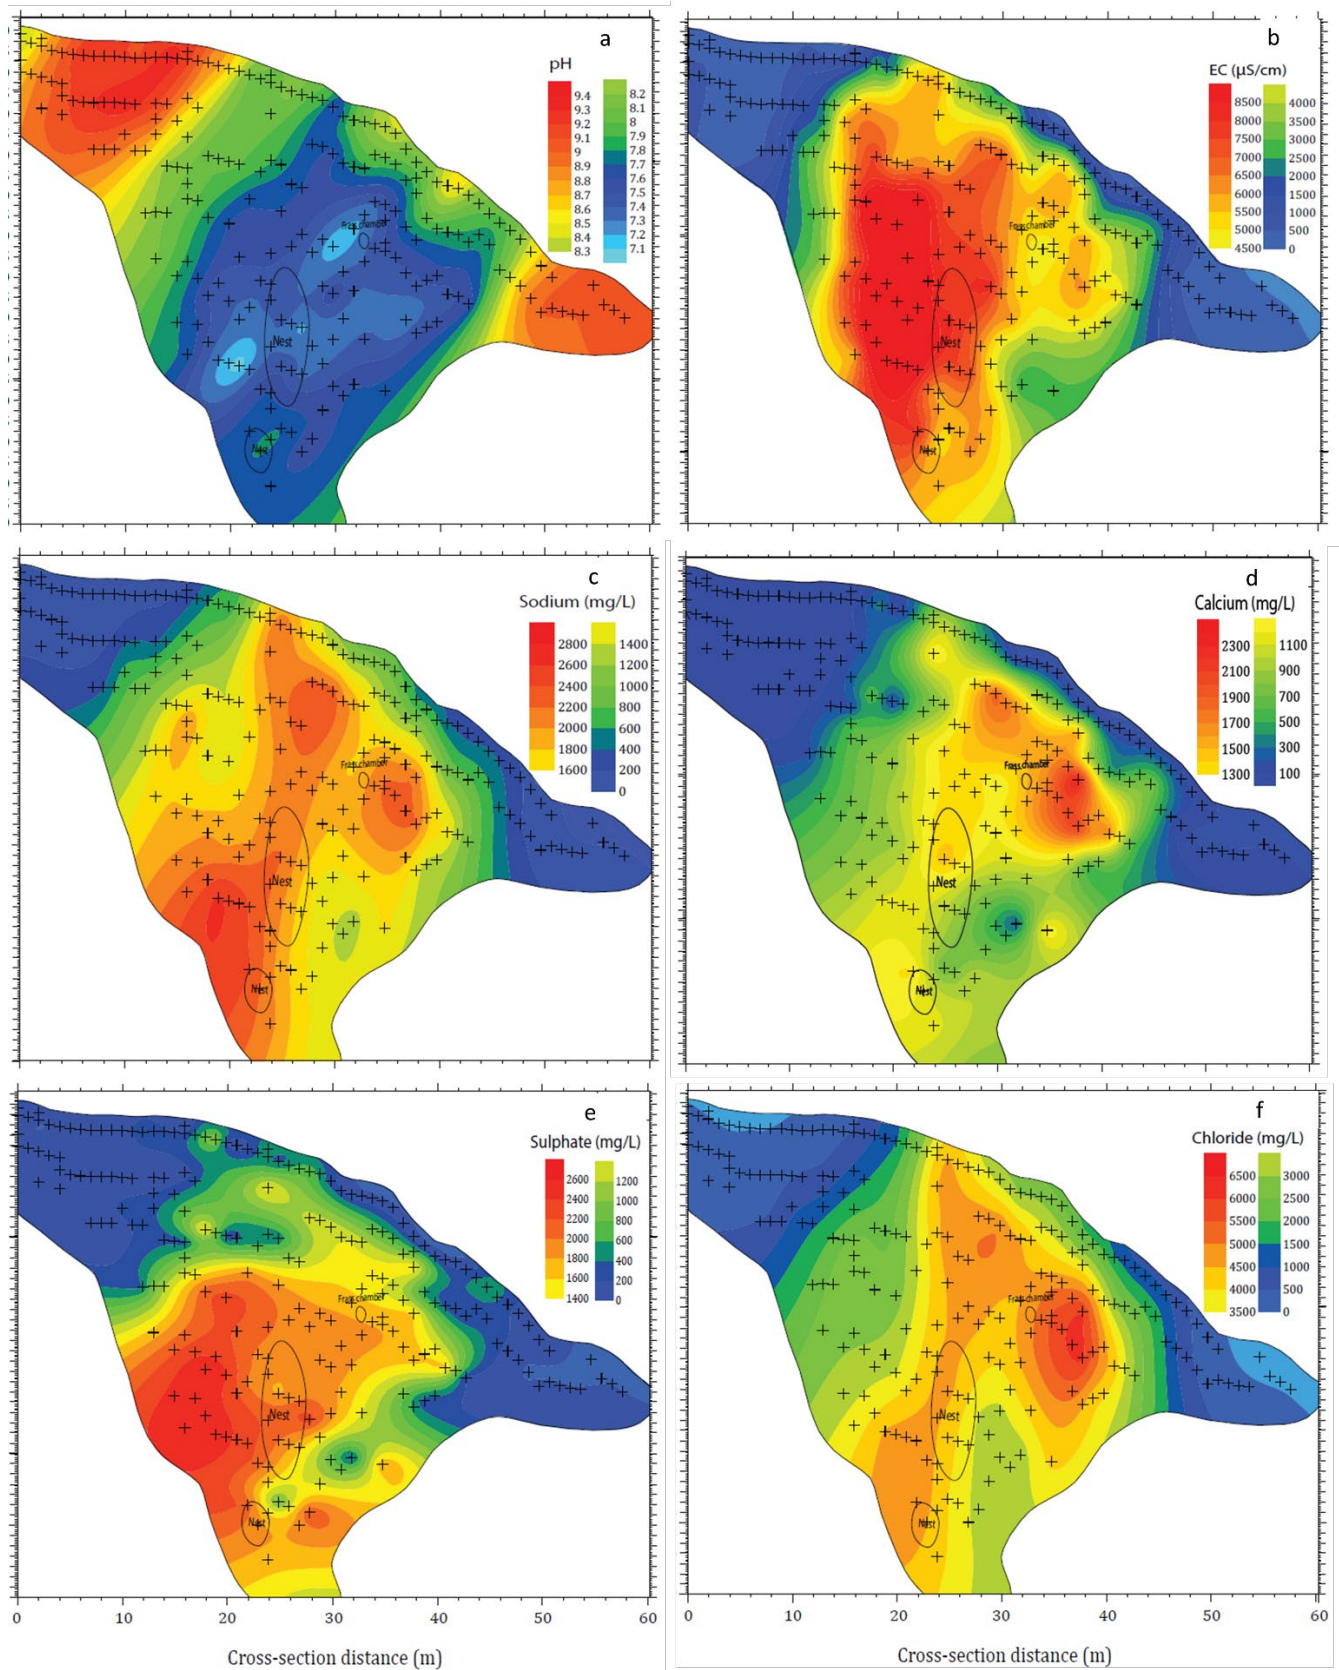 a
pH
9.4
9.3
9.2
9.1
9
8.9
8.8
8.7
8.6
8.5
8.4
8.3
8.2
8.1
8
7.9
7.8
7.7
7.6
7.5
7.4
7.3
7.2
7.1
Frass chamber
Nest
Nest
b
EC (µS/cm)
8500
8000
7500
7000
6500
6000
5500
5000
4500
4000
3500
3000
2500
2000
1500
1000
500
0
Frass chamber
Nest
Nest
c
Sodium (mg/L)
2800 1400
2600 1200
2400 1000
2200 800
2000 600
1800 400
1600 200
0
Frass chamber
Nest
Nest
d
Calcium (mg/L)
2300 1100
2100 900
1900 700
1700 500
1500 300
1300 100
Frass chamber
Nest
Nest
e
Sulphate (mg/L)
2600 1200
2400 1000
2200 800
2000 600
1800 400
1600 200
1400 0
Frass chamber
Nest
Nest
f
Chloride (mg/L)
6500 3000
6000 2500
5500 2000
5000 1500
4500 1000
4000 500
3500 0
Frass chamber
Nest
Nest
0 10 20 30 40 50 60
Cross-section distance (m)
0 10 20 30 40 50 60
Cross-section distance (m)